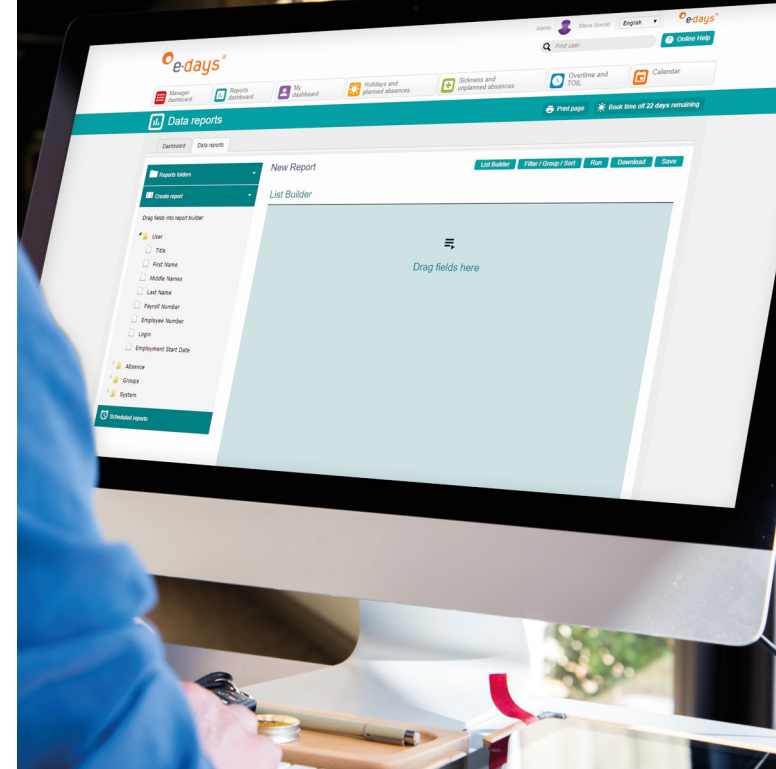 Admin Steve Arnold English
e-days
Find user...
Online Help
e-days
Manager dashboard
Reports dashboard
My dashboard
Holidays and planned absences
Sickness and unplanned absences
Overtime and TOIL
Calendar
Data reports
Print page
Book time off 22 days remaining
Dashboard
Data reports
Reports folders
New Report
List Builder
Filter / Group / Sort
Run
Download
Save
Create report
List Builder
Drag fields into report builder:
User
Title
First Name
Middle Names
Last Name
Payroll Number
Employee Number
Login
Employment Start Date
Absence
Groups
System
Scheduled reports
Drag fields here